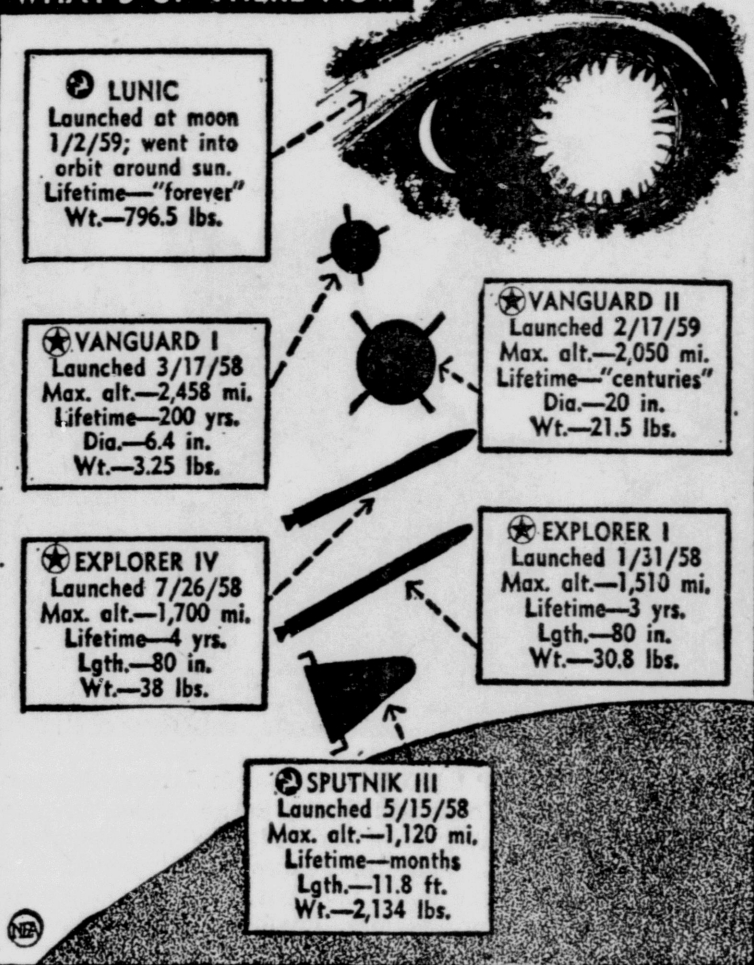 WHAT'S UP THERE NOW
LUNIC
Launched at moon
1/2/59; went into
orbit around sun.
Lifetime—"forever"
Wt.—796.5 lbs.
VANGUARD I
Launched 3/17/58
Max. alt.—2,458 mi.
Lifetime—200 yrs.
Dia.—6.4 in.
Wt.—3.25 lbs.
VANGUARD II
Launched 2/17/59
Max. alt.—2,050 mi.
Lifetime—"centuries"
Dia.—20 in.
Wt.—21.5 lbs.
EXPLORER IV
Launched 7/26/58
Max. alt.—1,700 mi.
Lifetime—4 yrs.
Lgth.—80 in.
Wt.—38 lbs.
EXPLORER I
Launched 1/31/58
Max. alt.—1,510 mi.
Lifetime—3 yrs.
Lgth.—80 in.
Wt.—30.8 lbs.
SPUTNIK III
Launched 5/15/58
Max. alt.—1,120 mi.
Lifetime—months
Lgth.—11.8 ft.
Wt.—2,134 lbs.
NEA